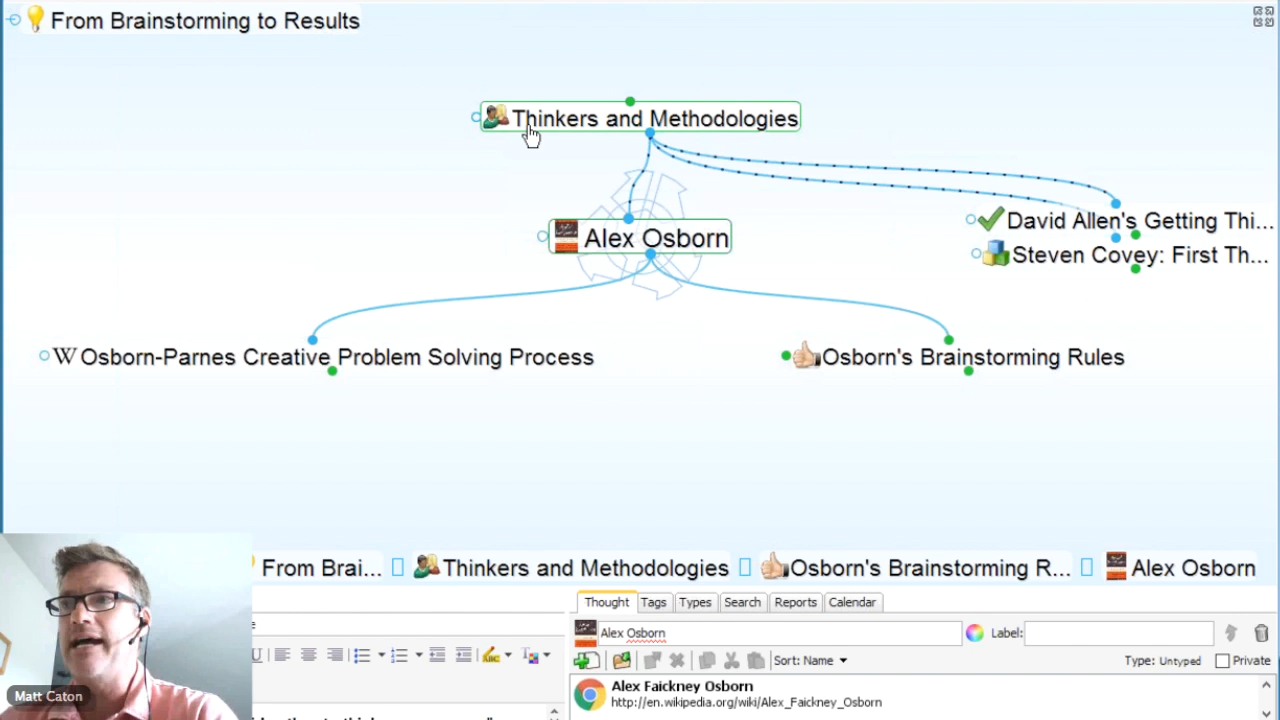 From Brainstorming to Results
Thinkers and Methodologies
David Allen's Getting Thi...
Alex Osborn
Steven Covey: First Th...
W Osborn-Parnes Creative Problem Solving Process
Osborn's Brainstorming Rules
From Brai... Thinkers and Methodologies Osborn's Brainstorming R... Alex Osborn
Thought Tags Types Search Reports Calendar
Alex Osborn Label:
U Sort: Name Type: Untyped Private
Alex Faickney Osborn
http://en.wikipedia.org/wiki/Alex_Faickney_Osborn
Matt Caton